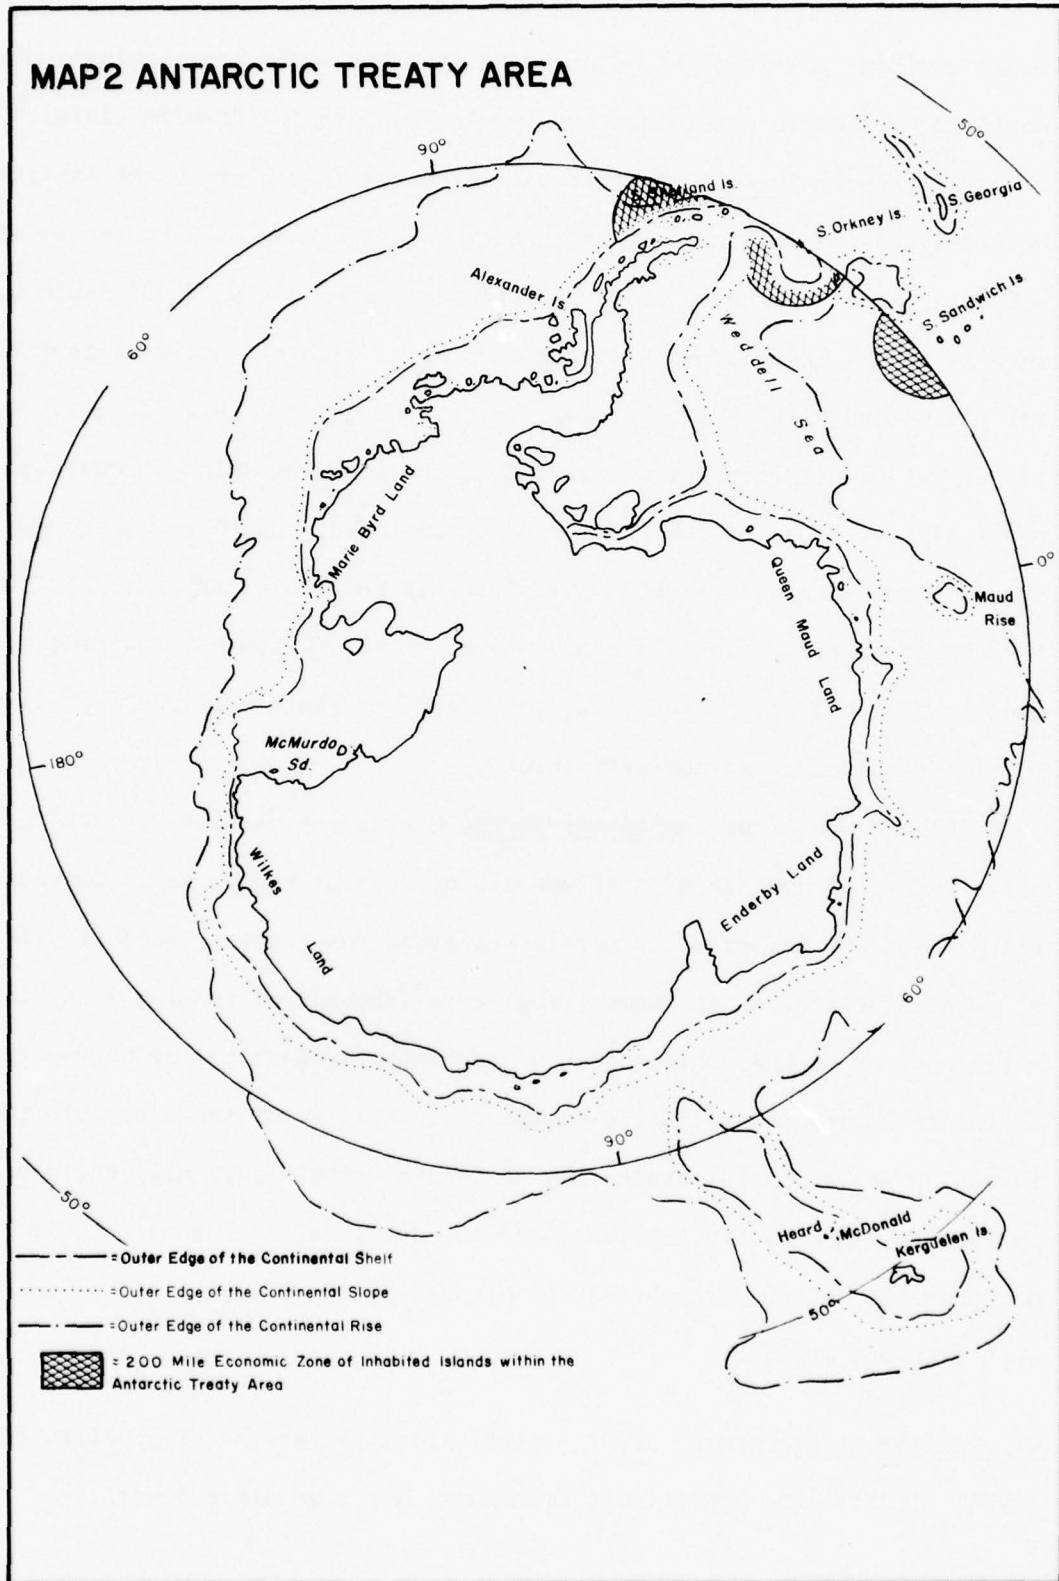 MAP2 ANTARCTIC TREATY AREA
50°
90°
Shetland Is.
S. Georgia
S. Orkney Is.
Alexander Is.
S. Sandwich Is.
60°
Weddell Sea
Marie Byrd Land
0°
Queen Maud Land
Maud
Rise
McMurdo
Sd.
180°
Wilkes
Land
Enderby Land
60°
90°
50°
Heard
McDonald
Kerguelen Is.
50°
=Outer Edge of the Continental Shelf
=Outer Edge of the Continental Slope
=Outer Edge of the Continental Rise
= 200 Mile Economic Zone of Inhabited Islands within the
Antarctic Treaty Area